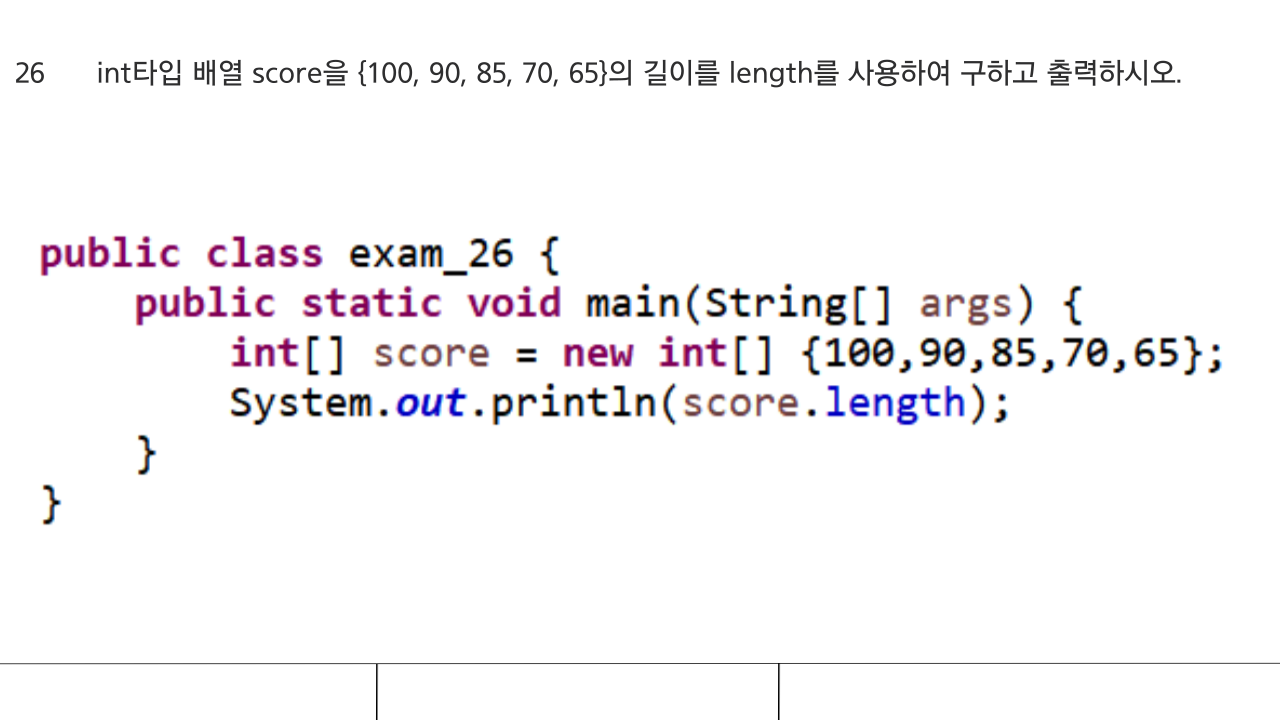 26 int타입 배열 score을 {100, 90, 85, 70, 65}의 길이를 length를 사용하여 구하고 출력하시오.
public class exam_26 {
public static void main(String[] args) {
int[] score = new int[] {100,90,85,70,65};
System.out.println(score.length);
}
}